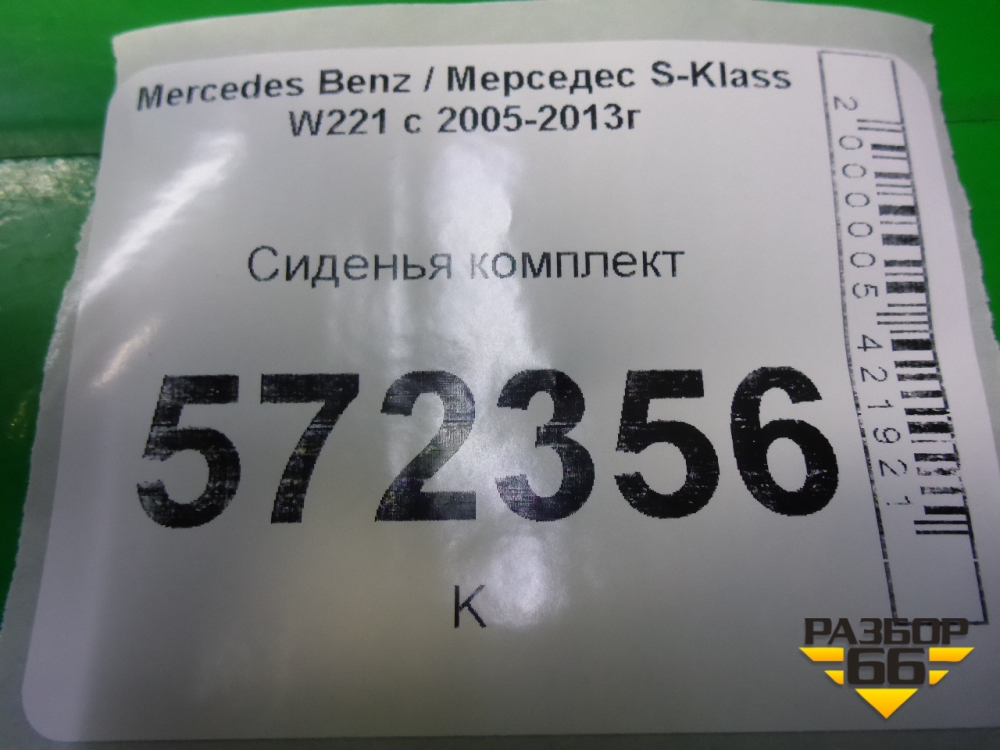 Mercedes Benz / Мерседес S-Klass
W221 с 2005-2013г
Сиденья комплект
572356
К
2000005421921
РАЗБОР
66